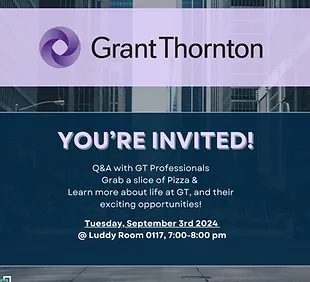 Grant Thornton
YOU'RE INVITED!
Q&A with GT Professionals
Grab a slice of Pizza &
Learn more about life at GT, and their
exciting opportunities!
Tuesday, September 3rd 2024
@ Luddy Room 0117, 7:00-8:00 pm